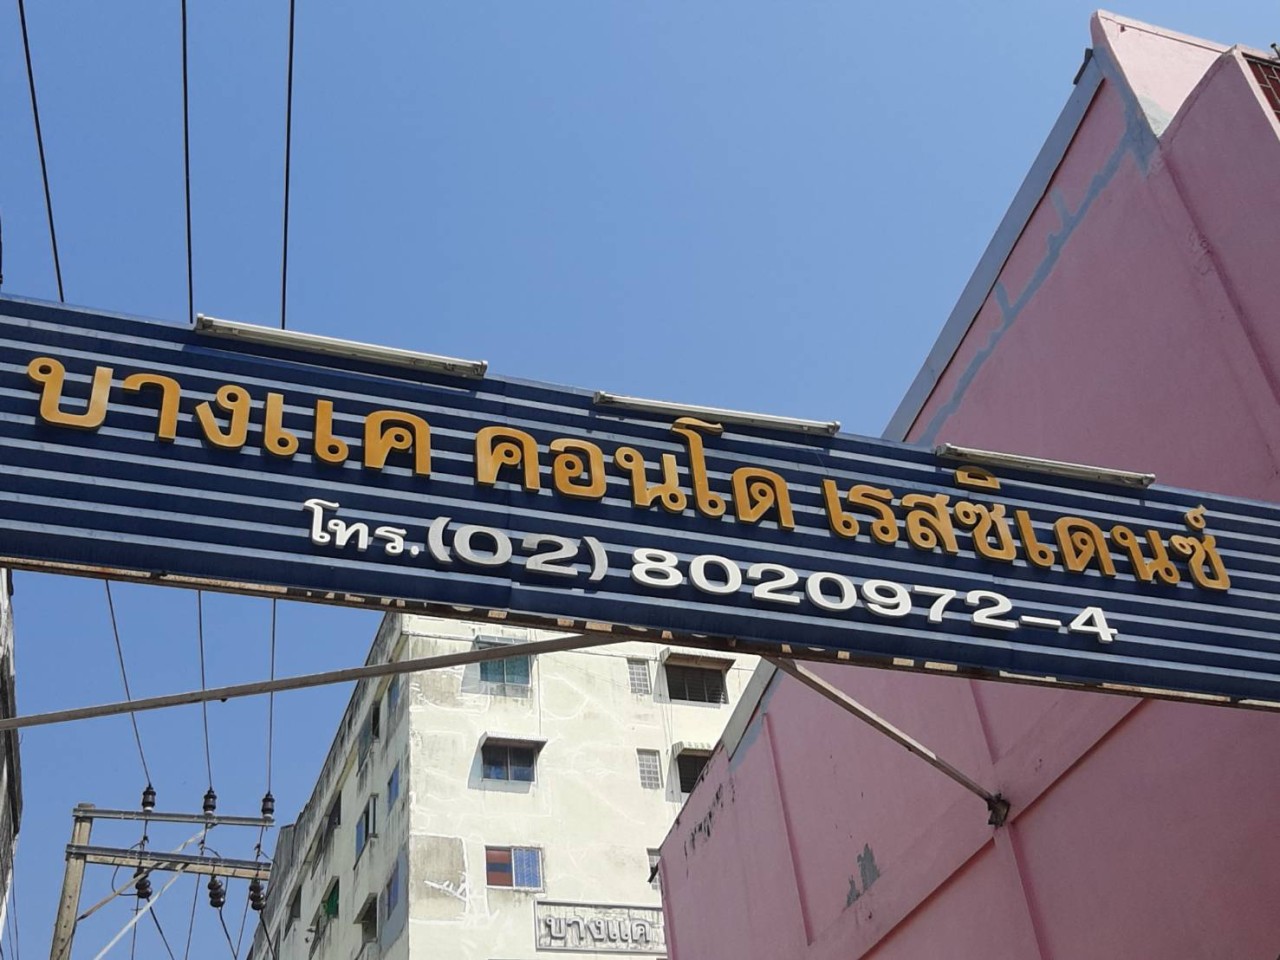 บางแค คอนโด เรสซิเดนซ์
โทร.(02) 8020972-4
บางแค